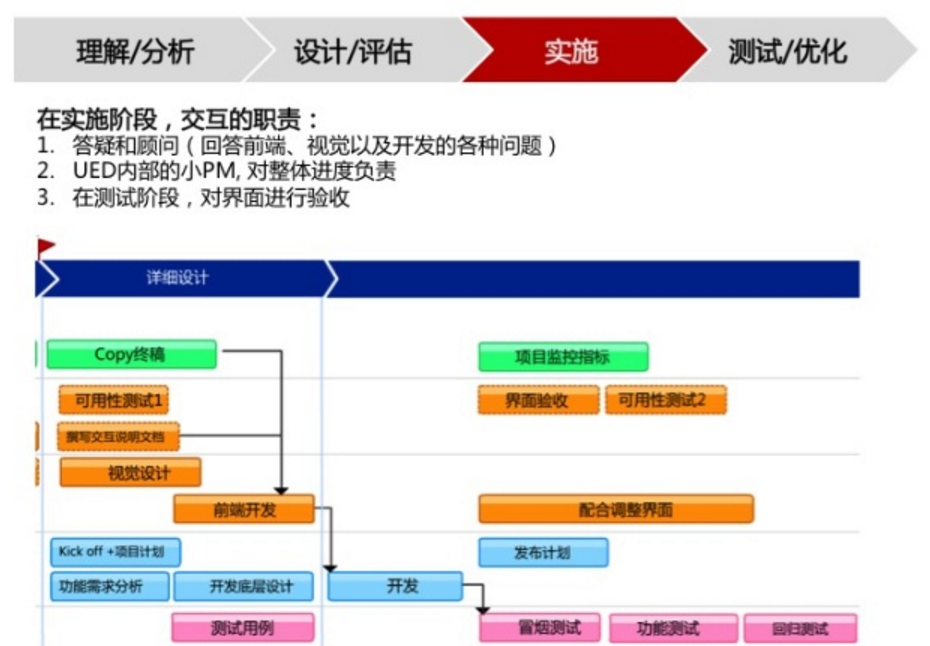 理解/分析
设计/评估
实施
测试/优化
在实施阶段，交互的职责：
1. 答疑和顾问（回答前端、视觉以及开发的各种问题）
2. UED内部的小PM, 对整体进度负责
3. 在测试阶段，对界面进行验收
详细设计
Copy终稿
项目监控指标
可用性测试1
界面验收
可用性测试2
撰写交互说明文档
视觉设计
前端开发
配合调整界面
Kick off +项目计划
发布计划
功能需求分析
开发底层设计
开发
测试用例
冒烟测试
功能测试
回归测试